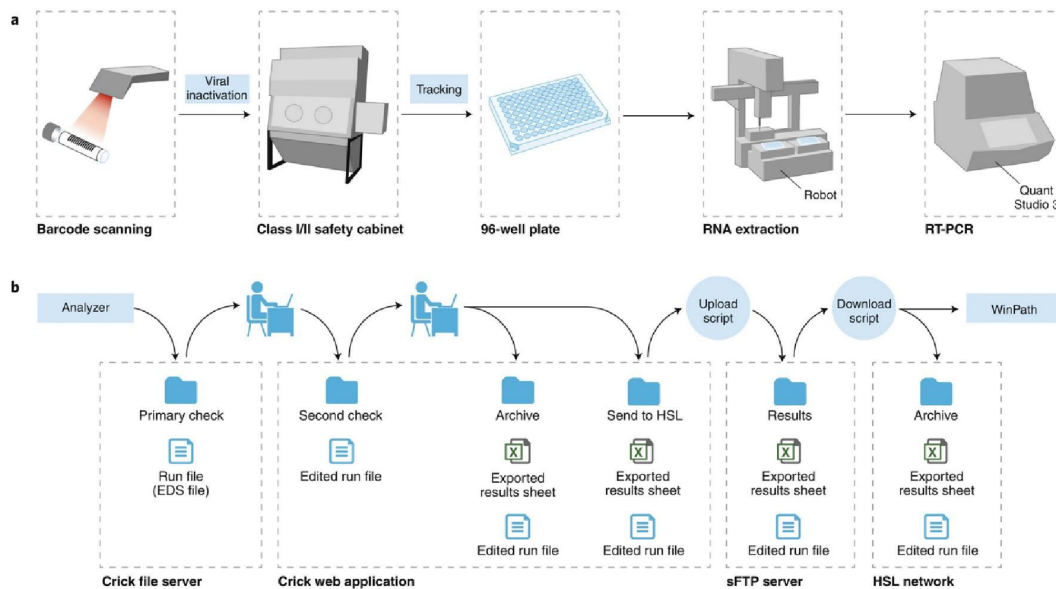 a
Viral
inactivation
Tracking
Robot
Quant
Studio 3
Barcode scanning
Class I/II safety cabinet
96-well plate
RNA extraction
RT-PCR
b
Analyzer
Upload
script
Download
script
WinPath
Primary check
Second check
Archive
Send to HSL
Results
Archive
Run file
(EDS file)
Edited run file
Exported
results sheet
Exported
results sheet
Exported
results sheet
Exported
results sheet
Edited run file
Edited run file
Edited run file
Edited run file
Crick file server
Crick web application
sFTP server
HSL network